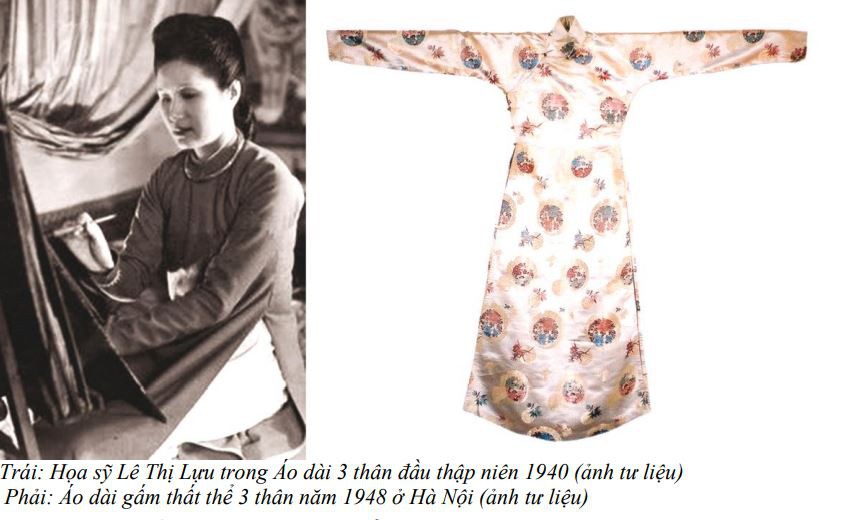 Trái: Họa sỹ Lê Thị Lựu trong Áo dài 3 thân đầu thập niên 1940 (ảnh tư liệu)
Phải: Áo dài gấm thất thể 3 thân năm 1948 ở Hà Nội (ảnh tư liệu)